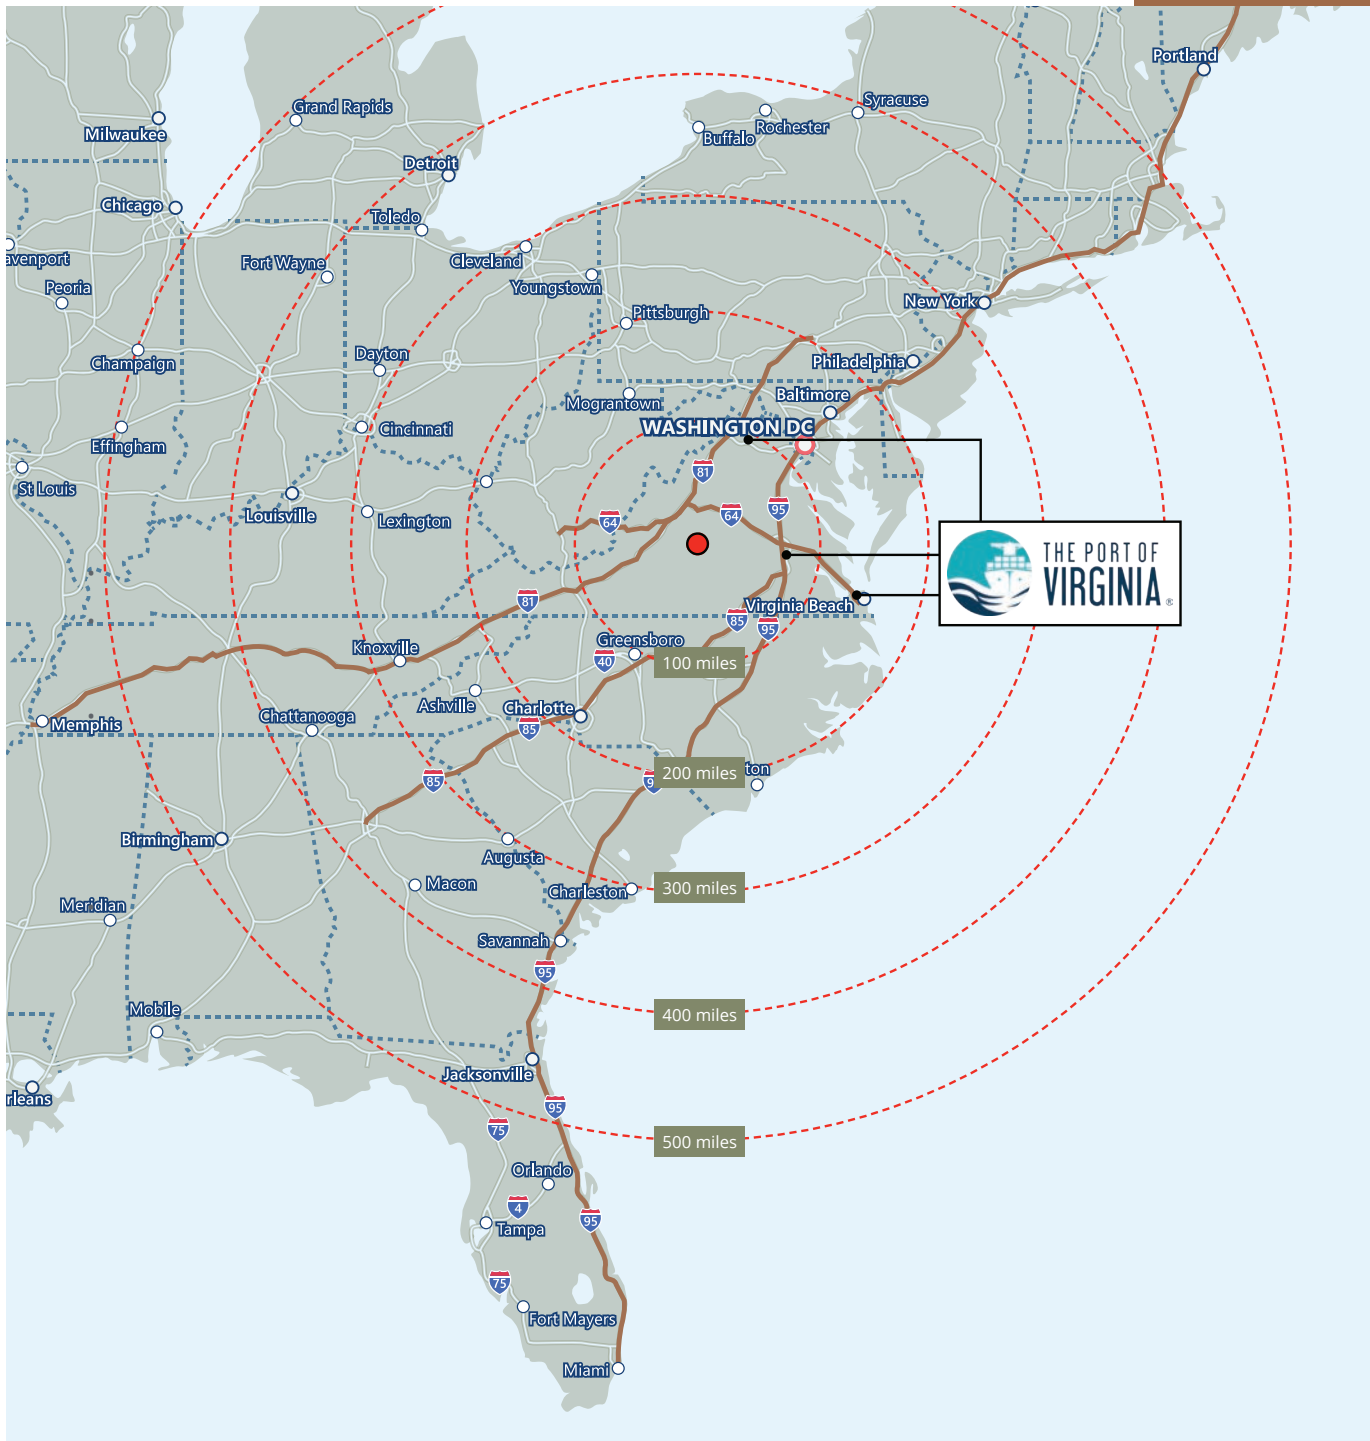 Portland
Syracuse
Grand Rapids
Rochester
Milwaukee
Buffalo
Detroit
Chicago
Toledo
avenport
Cleveland
Fort Wayne
Peoria
Youngstown
New York
Pittsburgh
Dayton
Philadelphia
Champaign
Baltimore
Mograntown
WASHINGTON DC
Cincinnati
Effingham
81
St Louis
95
Louisville
64
64
Lexington
THE PORT OF
VIRGINIA®
81
Virginia Beach
85
95
Greensboro
Knoxville
40
100 miles
Ashville
Charlotte
Chattanooga
Memphis
85
200 miles
ton
85
9
Birmingham
Augusta
Macon
300 miles
Charleston
Meridian
Savannah
95
Mobile
400 miles
Jacksonville
rleans
95
75
500 miles
Orlando
4
95
Tampa
75
Fort Mayers
Miami